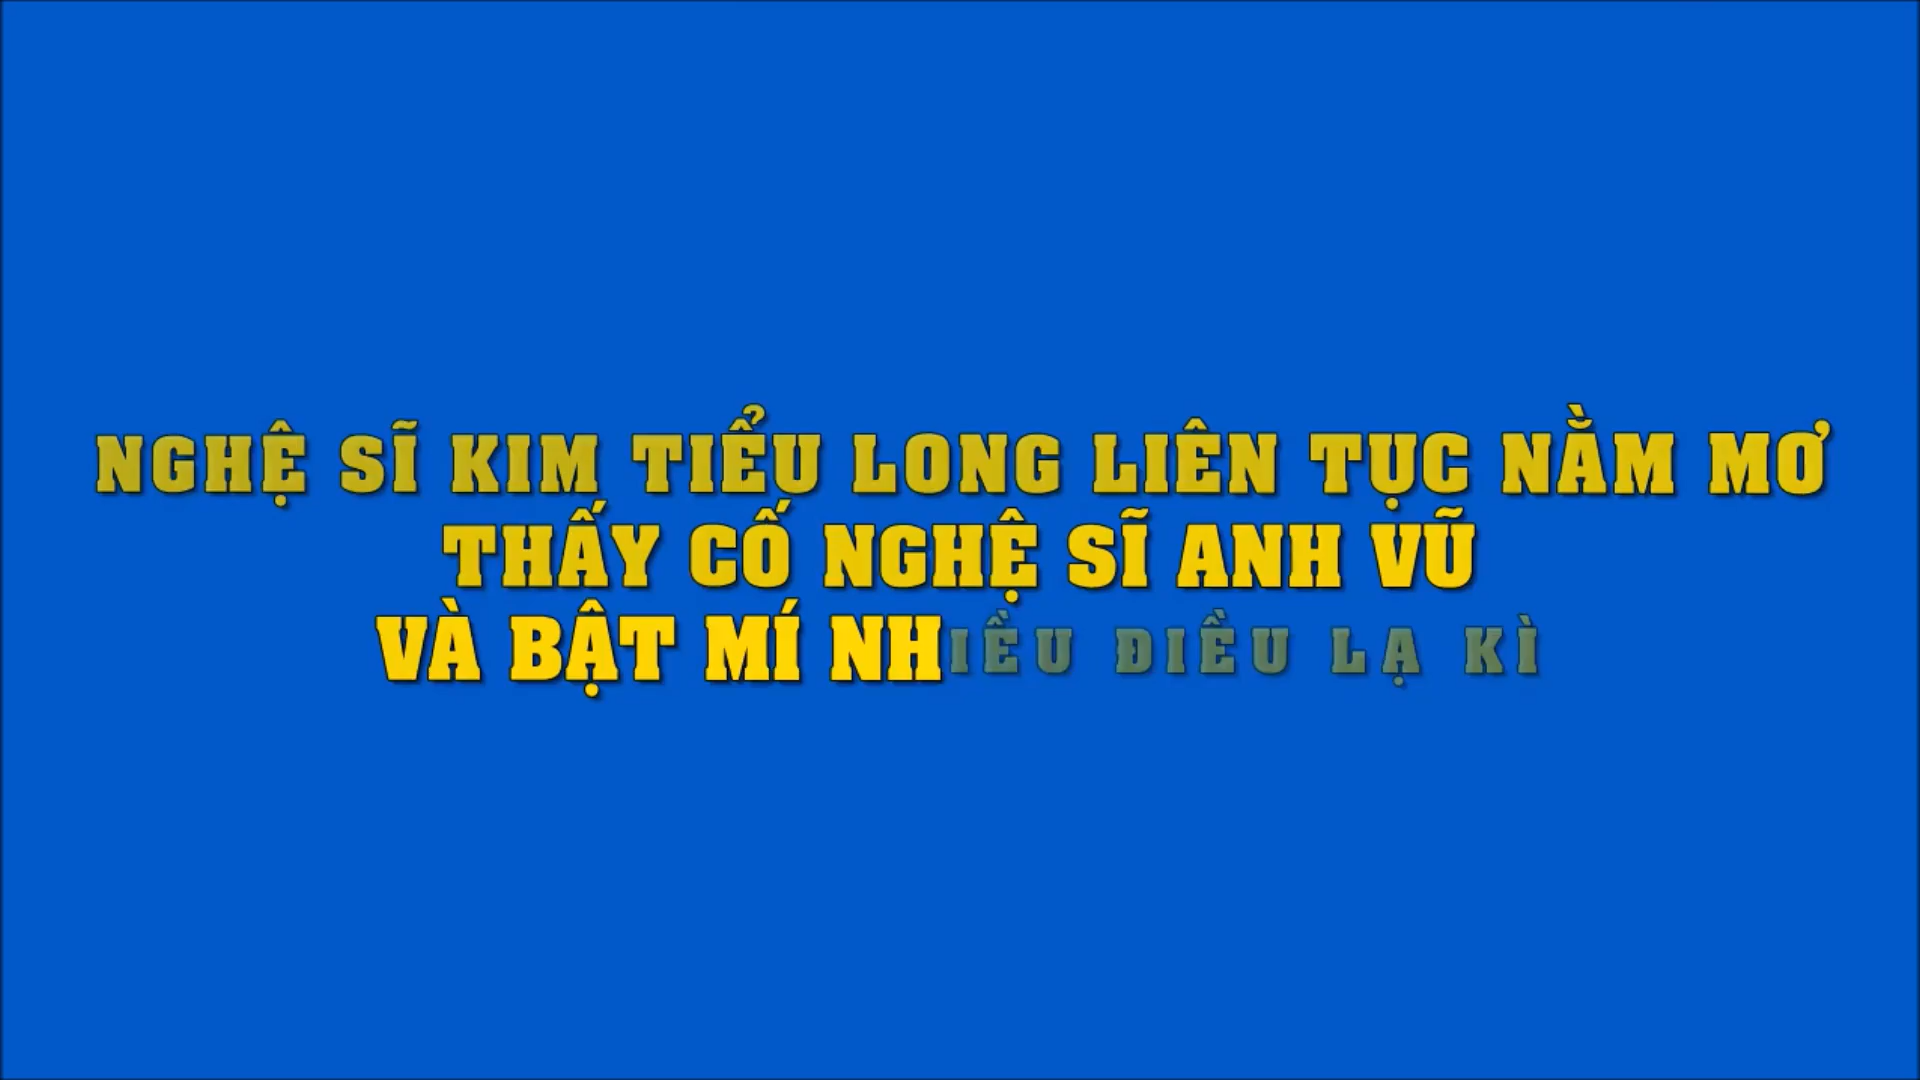 NGHỆ SĨ KIM TIỂU LONG LIÊN TỤC NẰM MƠ
THẤY CỐ NGHỆ SĨ ANH VŨ
VÀ BẬT MÍ NHIỀU ĐIỀU LẠ KÌ